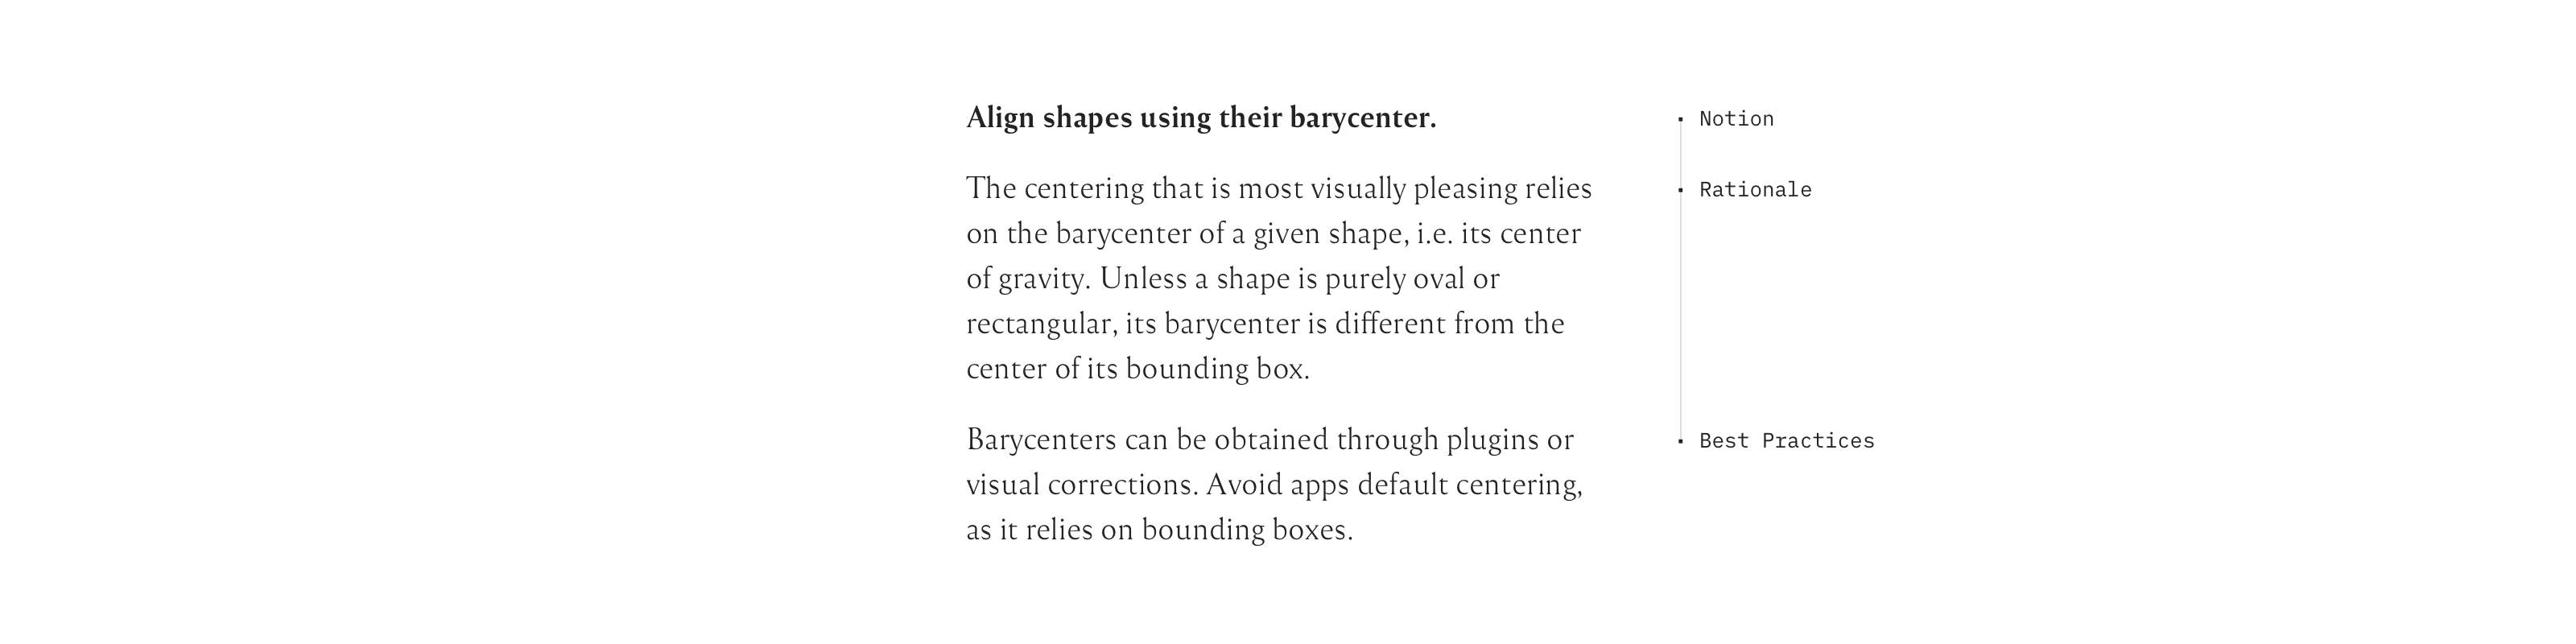 Align shapes using their barycenter.
The centering that is most visually pleasing relies
on the barycenter of a given shape, i.e. its center
of gravity. Unless a shape is purely oval or
rectangular, its barycenter is different from the
center of its bounding box.
Barycenters can be obtained through plugins or
visual corrections. Avoid apps default centering,
as it relies on bounding boxes.
Notion
Rationale
Best Practices